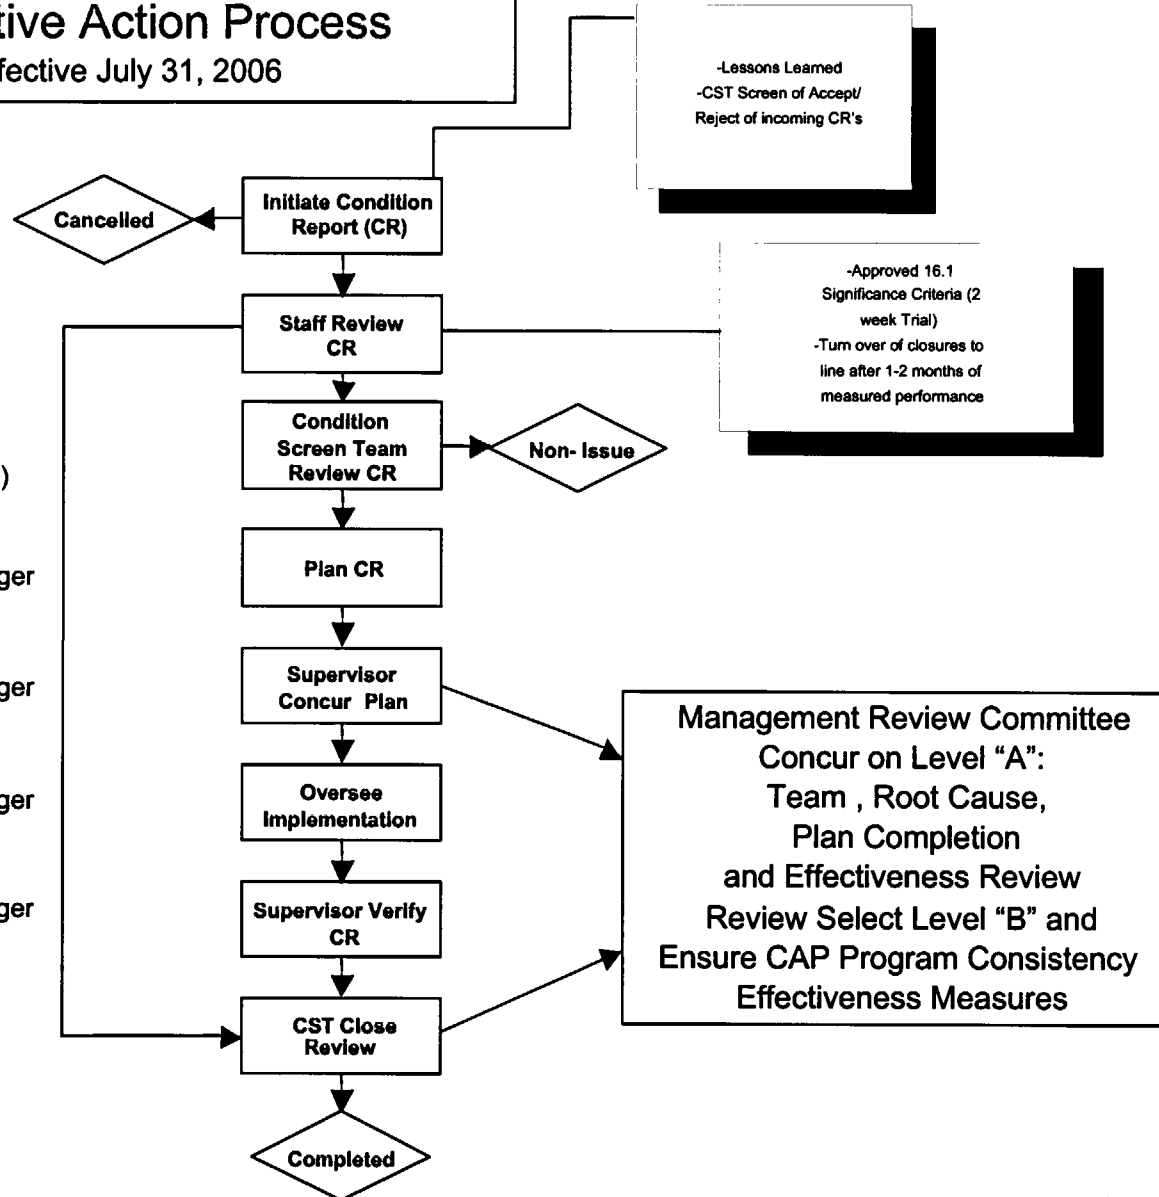 tive Action Process
fective July 31, 2006
-Lessons Learned
-CST Screen of Accept/
Reject of incoming CR's
Cancelled
Initiate Condition
Report (CR)
-Approved 16.1
Significance Criteria (2
week Trial)
-Turn over of closures to
line after 1-2 months of
measured performance
Staff Review
CR
Condition
Screen Team
Review CR
Non- Issue
)
Plan CR
ger
Supervisor
Concur Plan
ger
Management Review Committee
Concur on Level “A”:
Team , Root Cause,
Plan Completion
and Effectiveness Review
Review Select Level “B” and
Ensure CAP Program Consistency
Effectiveness Measures
Oversee
Implementation
ger
Supervisor Verify
CR
ger
CST Close
Review
Completed